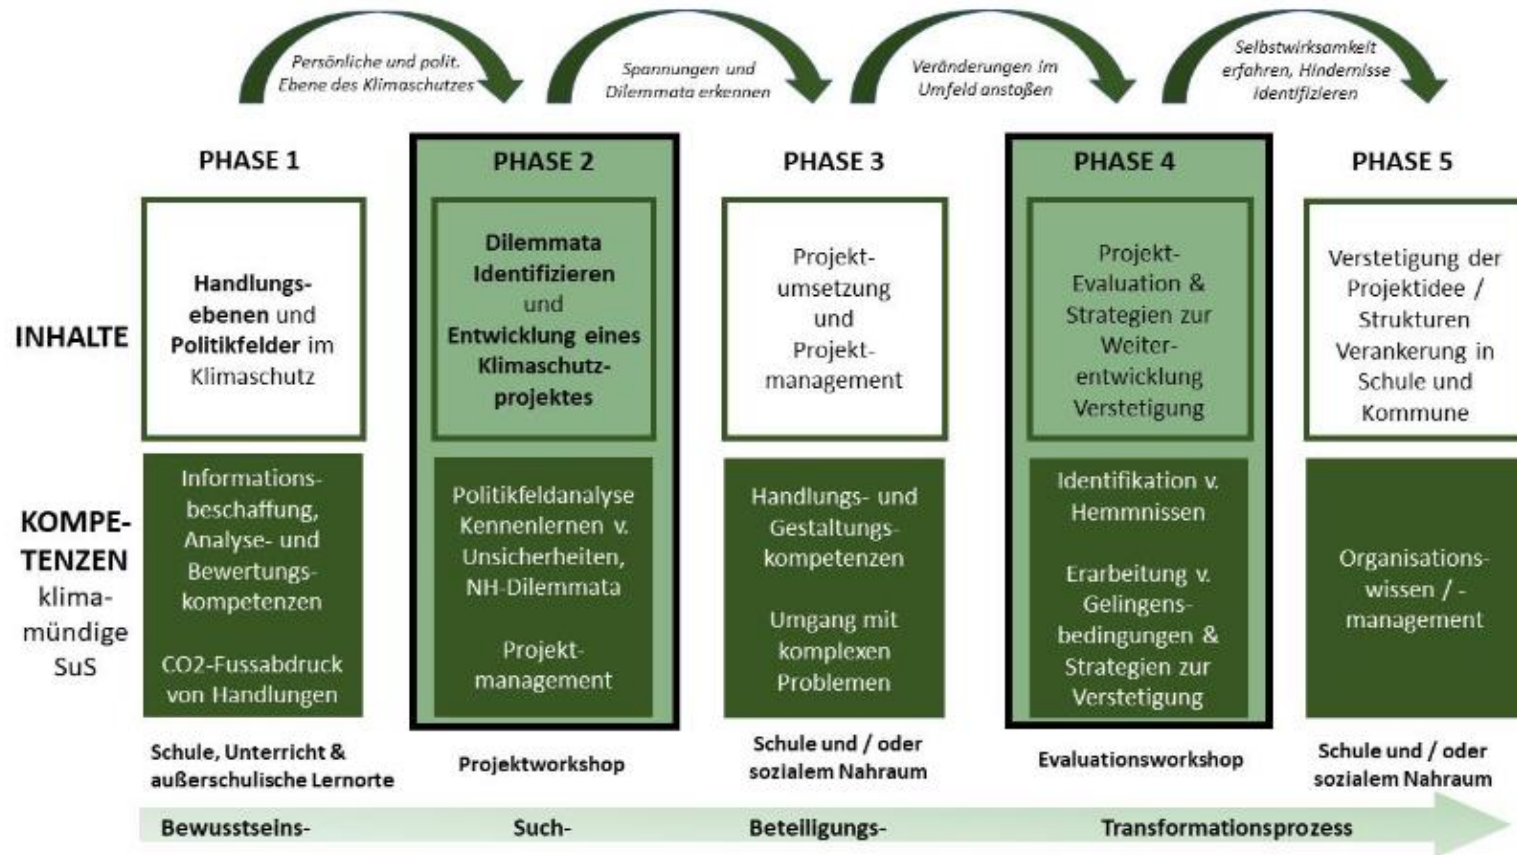 Persönliche und polit.
Ebene des Klimaschutzes
Spannungen und
Dilemmata erkennen
Veränderungen im
Umfeld anstoßen
Selbstwirksamkeit
erfahren, Hindernisse
identifizieren
PHASE 1
PHASE 2
PHASE 3
PHASE 4
PHASE 5
INHALTE
Handlungs-
ebenen und
Politikfelder im
Klimaschutz
Dilemmata
Identifizieren
und
Entwicklung eines
Klimaschutz-
projektes
Projekt-
umsetzung
und
Projekt-
management
Projekt-
Evaluation &
Strategien zur
Weiter-
entwicklung
Verstetigung
Verstetigung der
Projektidee /
Strukturen
Verankerung in
Schule und
Kommune
KOMPE-
TENZEN
klima-
mündige
SuS
Informations-
beschaffung,
Analyse- und
Bewertungs-
kompetenzen
CO2-Fussabdruck
von Handlungen
Politikfeldanalyse
Kennenlernen v.
Unsicherheiten,
NH-Dilemmata
Projekt-
management
Handlungs- und
Gestaltungs-
kompetenzen
Umgang mit
komplexen
Problemen
Identifikation v.
Hemmnissen
Erarbeitung v.
Gelingens-
bedingungen &
Strategien zur
Verstetigung
Organisations-
wissen / -
management
Schule, Unterricht &
außerschulische Lernorte
Projektworkshop
Schule und / oder
sozialem Nahraum
Evaluationsworkshop
Schule und / oder
sozialem Nahraum
Bewusstseins-
Such-
Beteiligungs-
Transformationsprozess